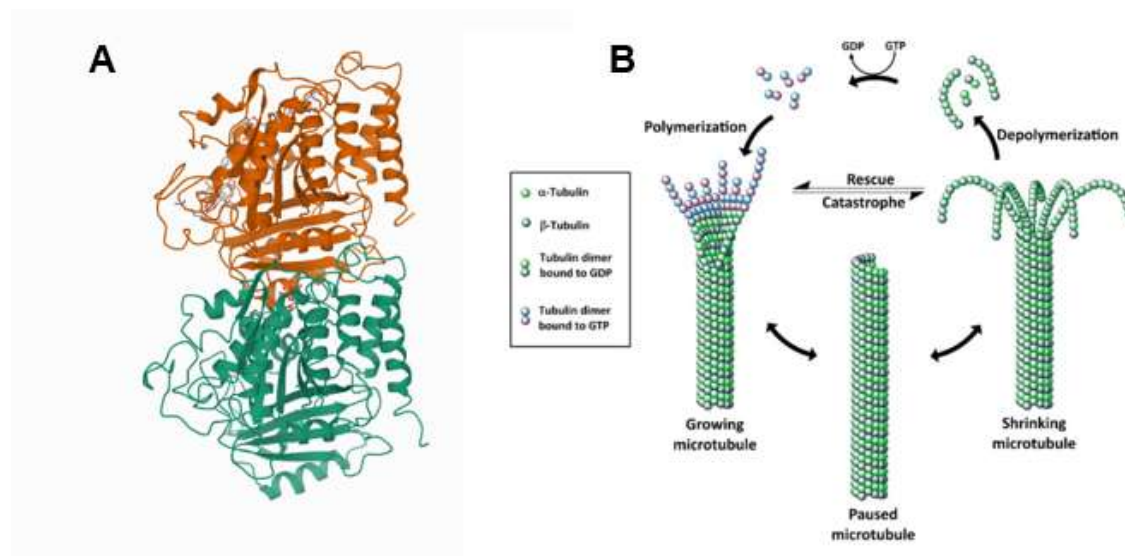 A
B
GDP
GTP
Polymerization
Depolymerization
Rescue
Catastrophe
α-Tubulin
β-Tubulin
Tubulin dimer
bound to GDP
Tubulin dimer
bound to GTP
Growing
microtubule
Shrinking
microtubule
Paused
microtubule